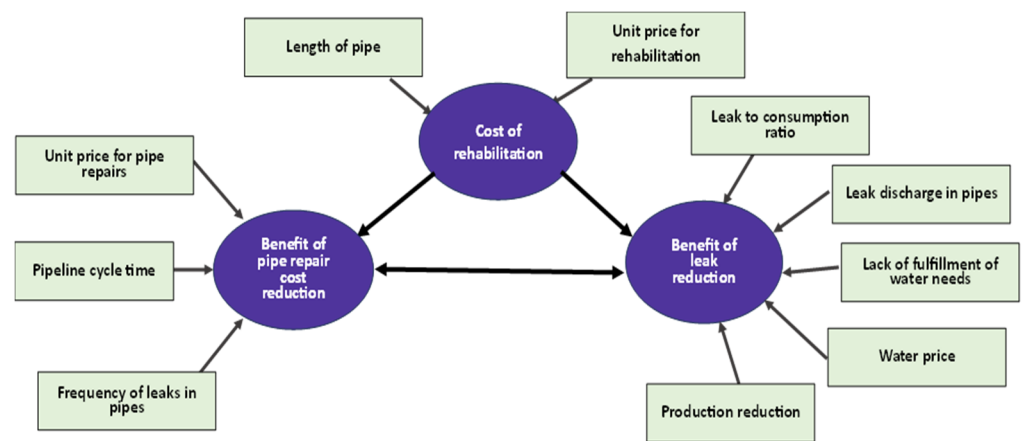 Length of pipe
Unit price for
rehabilitation
Cost of
rehabilitation
Leak to consumption
ratio
Unit price for pipe
repairs
Leak discharge in pipes
Benefit of
pipe repair
cost
reduction
Benefit of
leak
reduction
Pipeline cycle time
Lack of fulfillment of
water needs
Water price
Frequency of leaks in
pipes
Production reduction